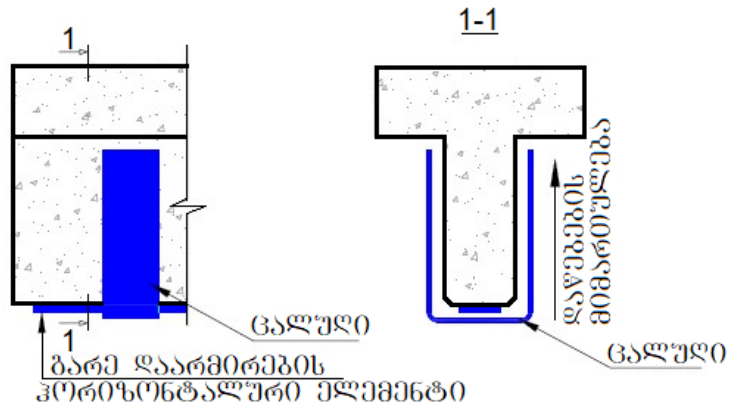 1
1-1
დაწებების
მიმართულება
ცალუღი
1
გარე დაარმირების
ჰორიზონტალური ელემენტი
ცალუღი